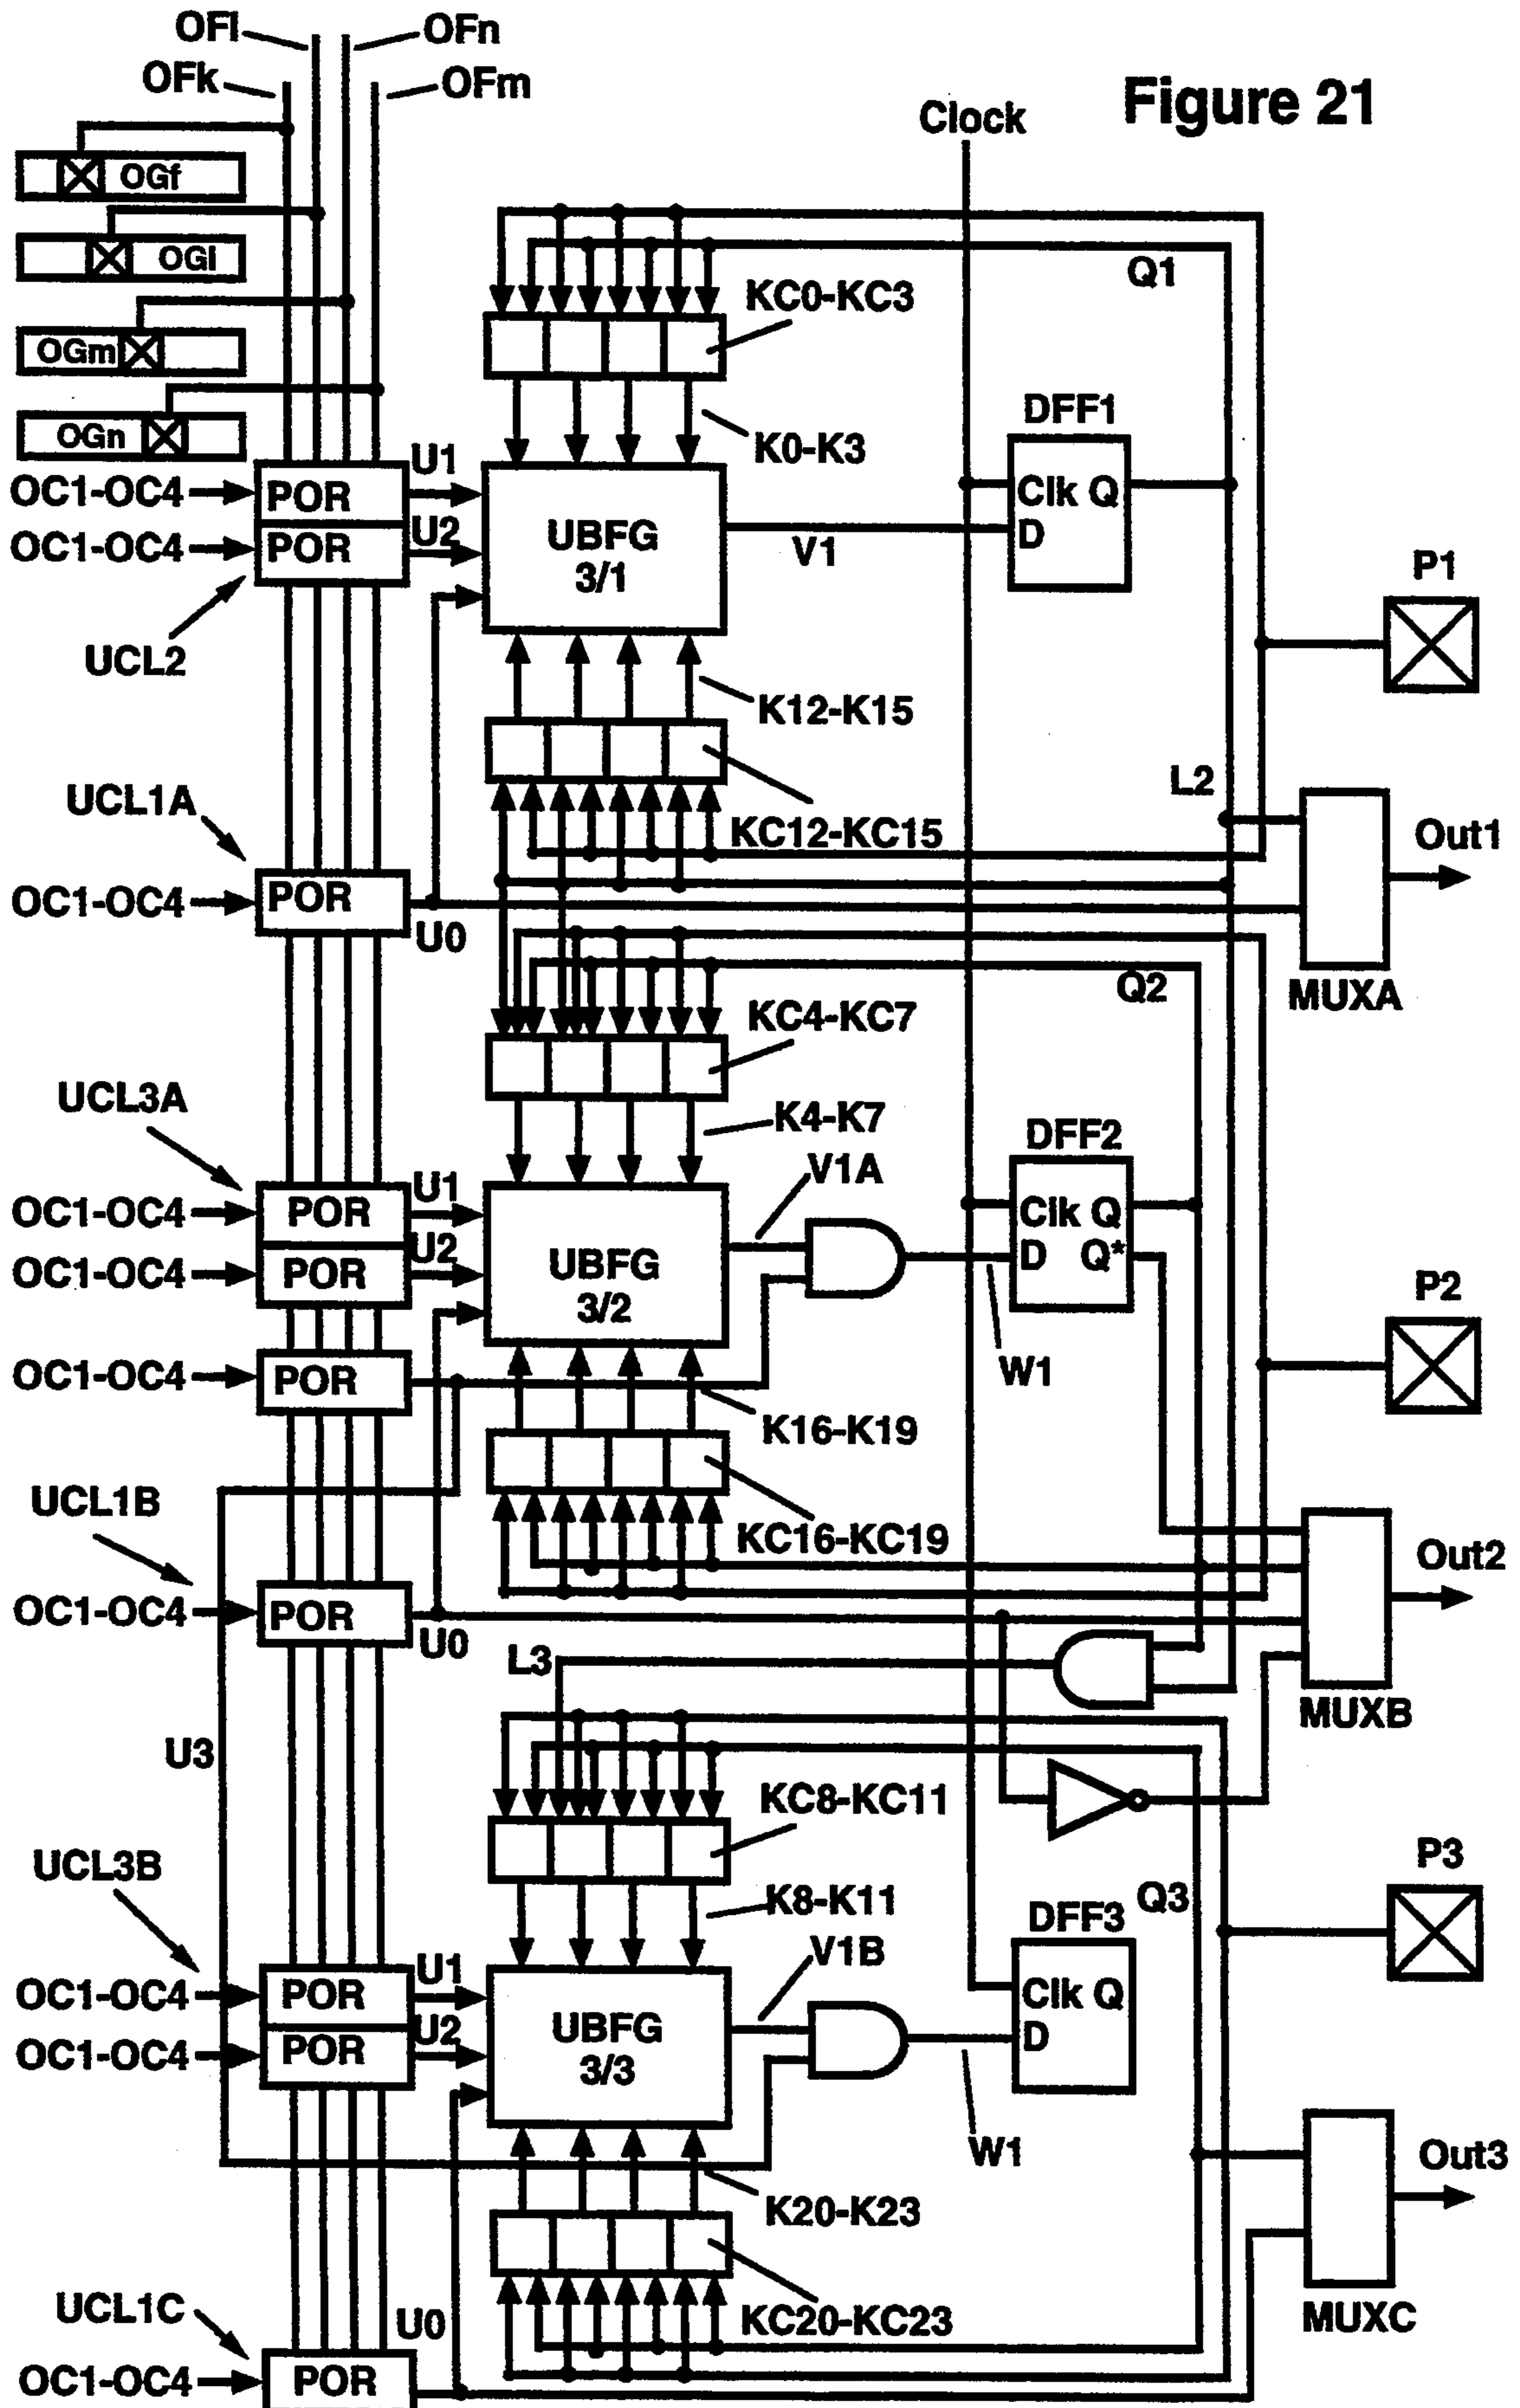 OFl
OFn
OFk
OFm
Figure 21
Clock
OGf
OGl
Q1
KC0-KC3
OGm
DFF1
OGn
K0-K3
U1
OC1-OC4
POR
Clk Q
U2
UBFG
3/1
D
OC1-OC4
POR
V1
P1
UCL2
K12-K15
L2
UCL1A
KC12-KC15
Out1
OC1-OC4
POR
U0
Q2
MUXA
KC4-KC7
UCL3A
K4-K7
DFF2
V1A
U1
OC1-OC4
POR
Clk Q
U2
UBFG
3/2
D Q*
OC1-OC4
POR
P2
OC1-OC4
POR
W1
K16-K19
UCL1B
KC16-KC19
Out2
OC1-OC4
POR
U0
L3
MUXB
U3
KC8-KC11
UCL3B
P3
K8-K11
Q3
DFF3
V1B
U1
OC1-OC4
POR
Clk Q
U2
UBFG
3/3
D
OC1-OC4
POR
W1
Out3
K20-K23
UCL1C
U0
KC20-KC23
MUXC
OC1-OC4
POR